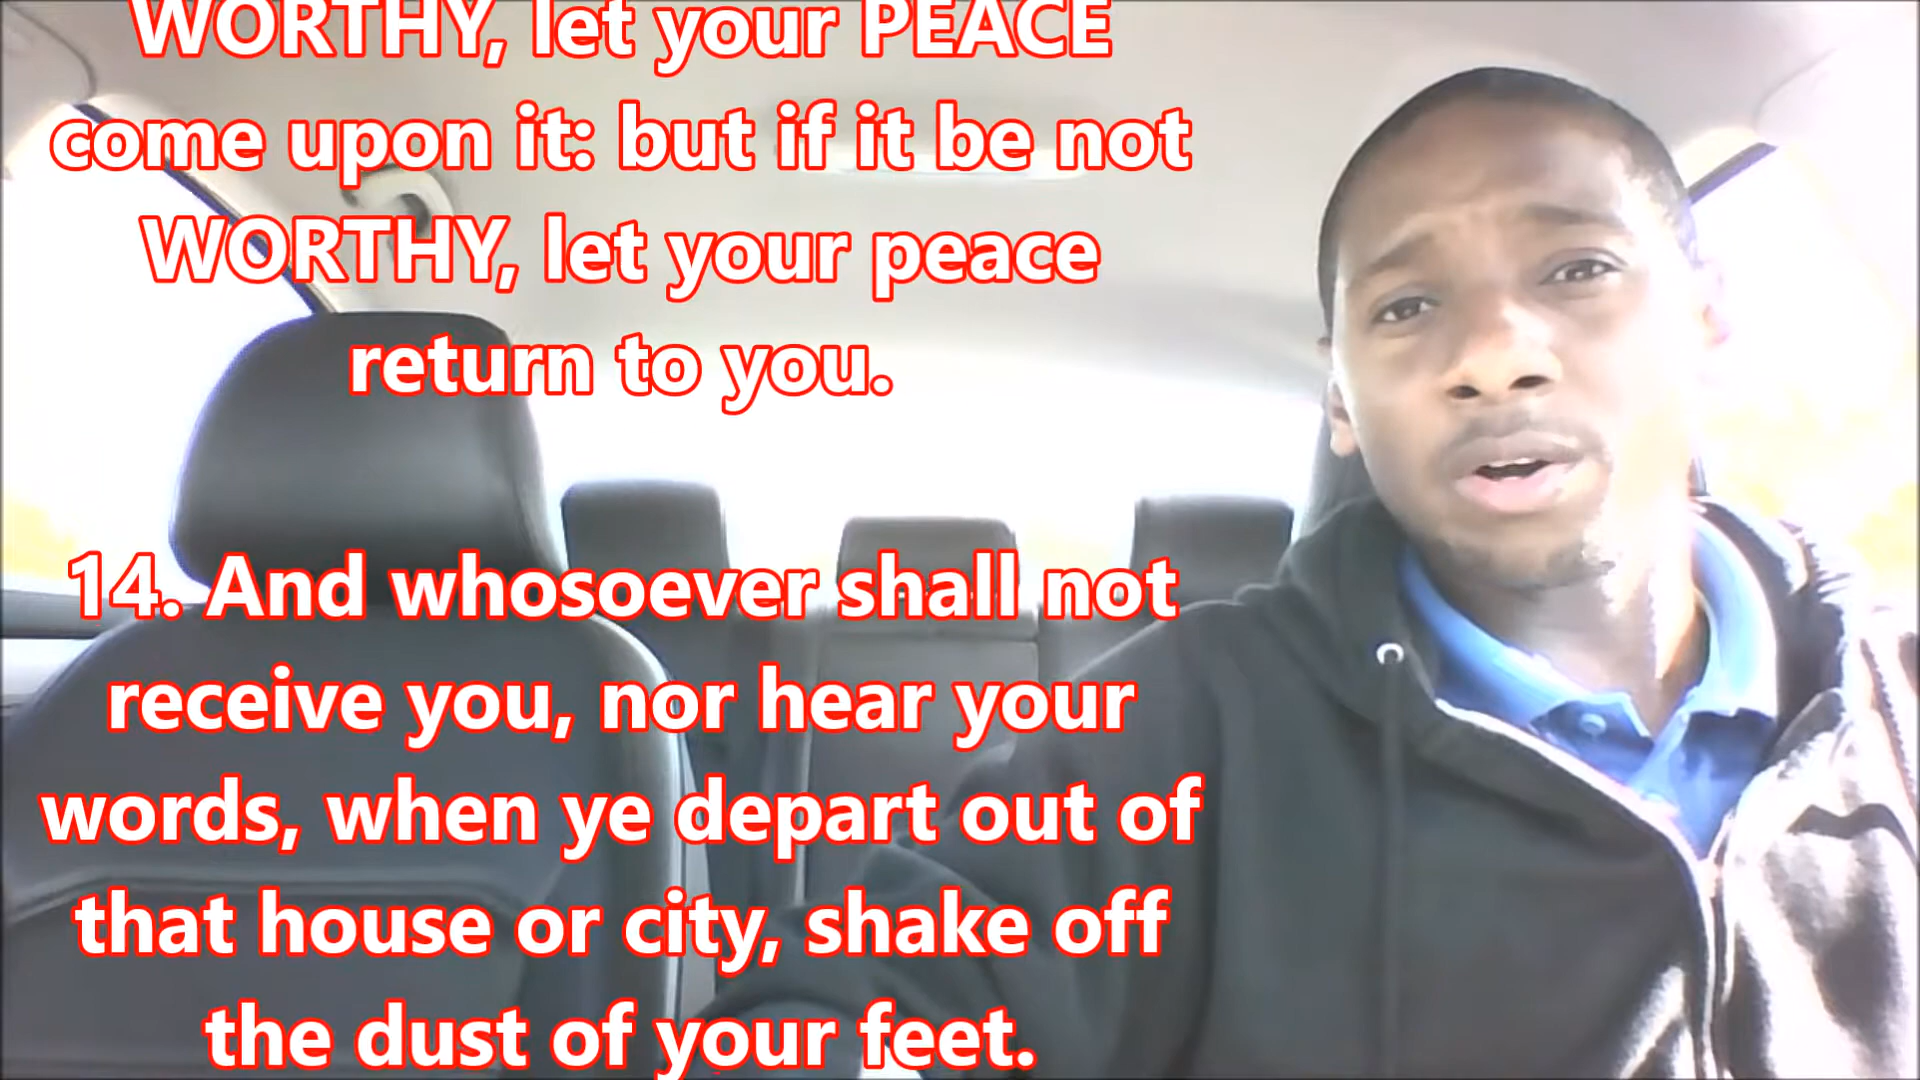 WORTHY, let your PEACE
come upon it: but if it be not
WORTHY, let your peace
return to you.
14. And whosoever shall not
receive you, nor hear your
words, when ye depart out of
that house or city, shake off
the dust of your feet.